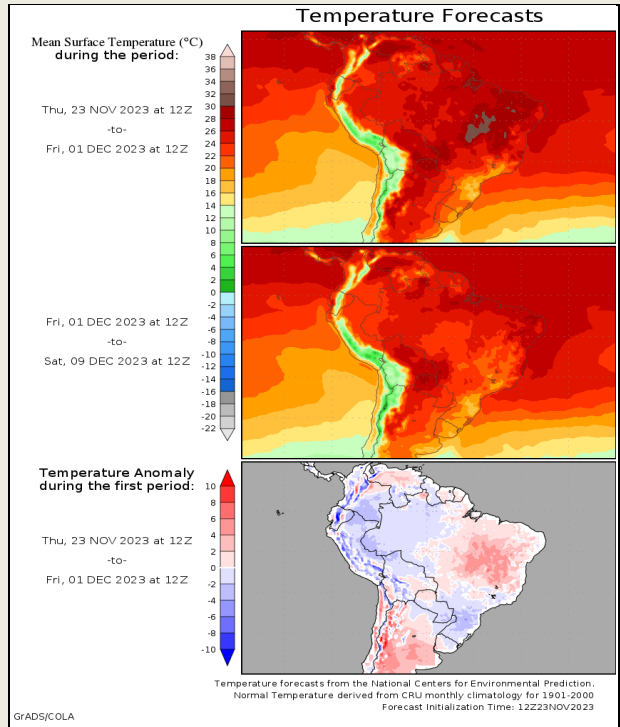 Temperature Forecasts
Mean Surface Temperature (°C)
during the period:
38
36
34
32
30
28
26
24
22
20
18
16
14
12
10
8
6
4
2
0
-2
-4
-6
-8
-10
-12
-14
-16
-18
-20
-22
Thu, 23 NOV 2023 at 12Z
-to-
Fri, 01 DEC 2023 at 12Z
Fri, 01 DEC 2023 at 12Z
-to-
Sat, 09 DEC 2023 at 12Z
Temperature Anomaly
during the first period:
10
8
6
4
2
0
-2
-4
-6
-8
-10
Thu, 23 NOV 2023 at 12Z
-to-
Fri, 01 DEC 2023 at 12Z
Temperature forecasts from the National Centers for Environmental Prediction.
Normal Temperature derived from CRU monthly climatology for 1901-2000
Forecast Initialization Time: 12Z23NOV2023
GrADS/COLA